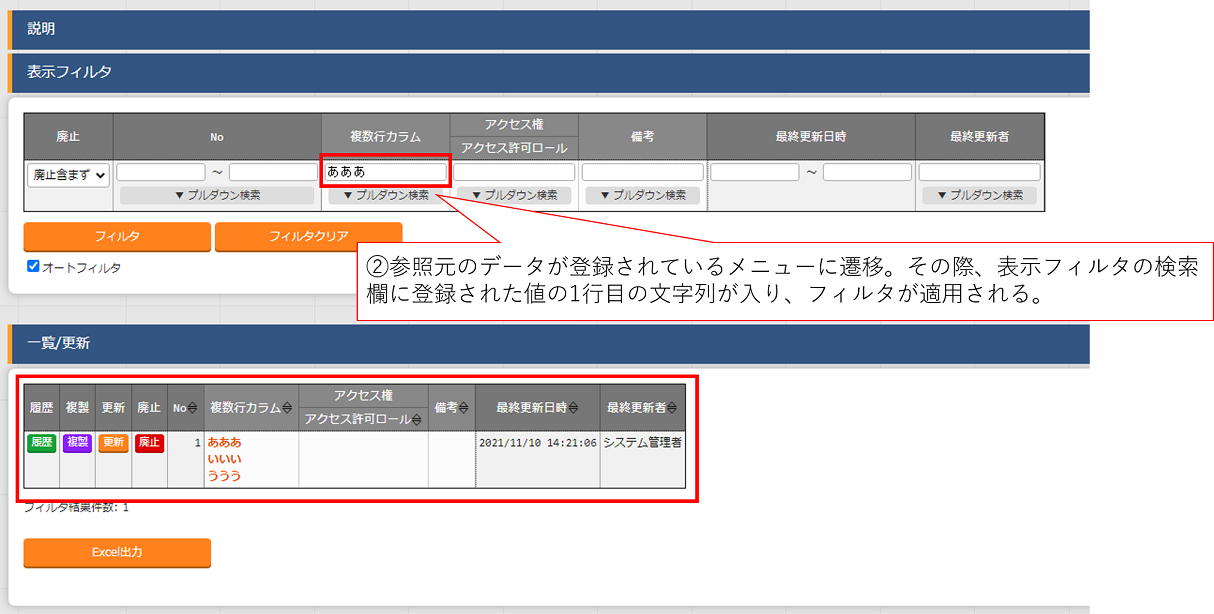 説明
表示フィルタ
廃止 No 複数行カラム アクセス権 備考 最終更新日時 最終更新者
アクセス許可ロール
廃止含まず ～ あああ ～
▼ プルダウン検索 ▼ プルダウン検索 ▼ プルダウン検索 ▼ プルダウン検索 ▼ プルダウン検索
フィルタ フィルタクリア
オートフィルタ
②参照元のデータが登録されているメニューに遷移。その際、表示フィルタの検索
欄に登録された値の1行目の文字列が入り、フィルタが適用される。
一覧/更新
履歴 複製 更新 廃止 No 複数行カラム アクセス権 備考 最終更新日時 最終更新者
アクセス許可ロール
履歴 複製 更新 廃止 1 あああ 2021/11/10 14:21:06 システム管理者
いいい
ううう
フィルタ結果件数: 1
Excel出力